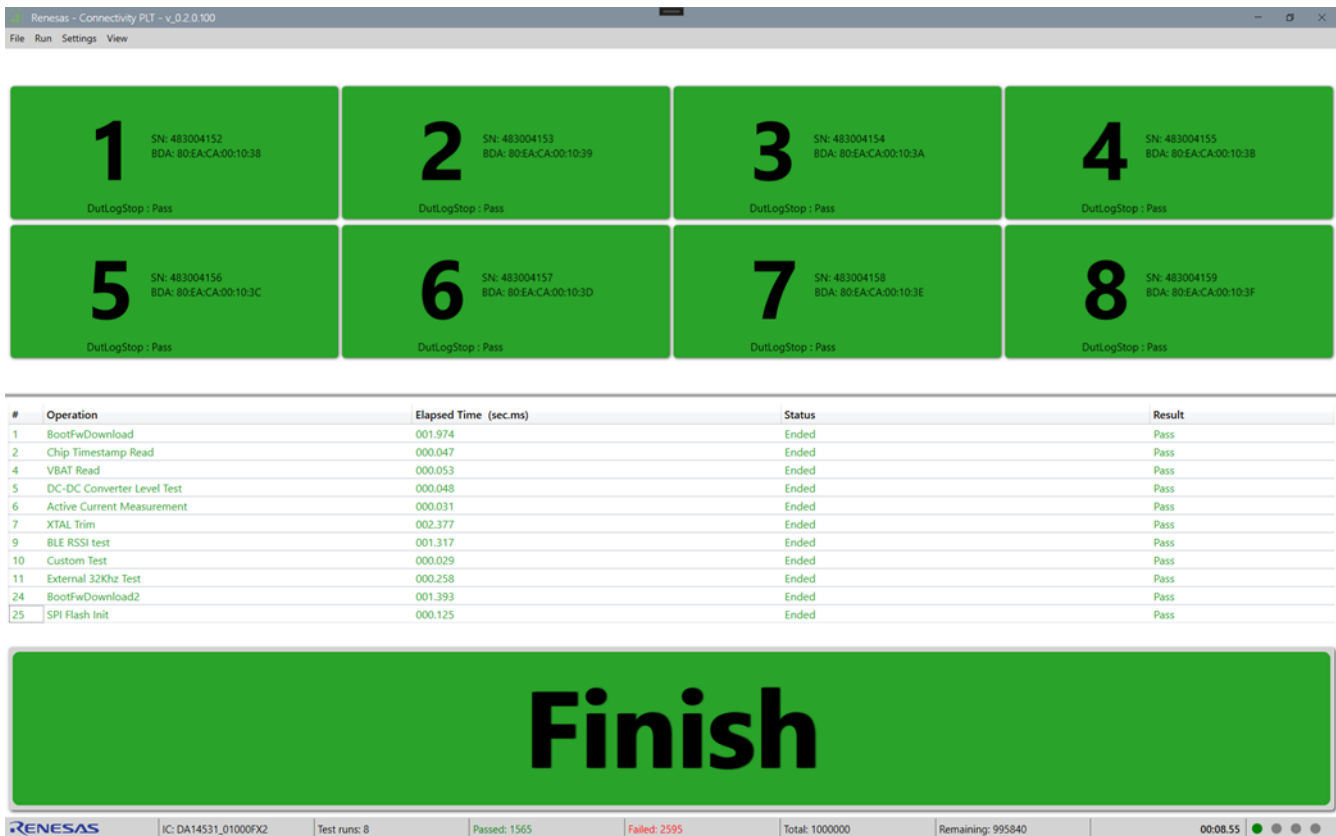 Renesas - Connectivity PLT - v_0.2.0.100
File Run Settings View
1 SN: 483004152
BDA: 80:EA:CA:00:10:38
DutLogStop : Pass
2 SN: 483004153
BDA: 80:EA:CA:00:10:39
DutLogStop : Pass
3 SN: 483004154
BDA: 80:EA:CA:00:10:3A
DutLogStop : Pass
4 SN: 483004155
BDA: 80:EA:CA:00:10:3B
DutLogStop : Pass
5 SN: 483004156
BDA: 80:EA:CA:00:10:3C
DutLogStop : Pass
6 SN: 483004157
BDA: 80:EA:CA:00:10:3D
DutLogStop : Pass
7 SN: 483004158
BDA: 80:EA:CA:00:10:3E
DutLogStop : Pass
8 SN: 483004159
BDA: 80:EA:CA:00:10:3F
DutLogStop : Pass
# Operation Elapsed Time (sec.ms) Status Result
1 BootFwDownload 001.974 Ended Pass
2 Chip Timestamp Read 000.047 Ended Pass
4 VBAT Read 000.053 Ended Pass
5 DC-DC Converter Level Test 000.048 Ended Pass
6 Active Current Measurement 000.031 Ended Pass
7 XTAL Trim 002.377 Ended Pass
9 BLE RSSI test 001.317 Ended Pass
10 Custom Test 000.029 Ended Pass
11 External 32Khz Test 000.258 Ended Pass
24 BootFwDownload2 001.393 Ended Pass
25 SPI Flash Init 000.125 Ended Pass
Finish
RENESAS IC: DA14531_01000FX2 Test runs: 8 Passed: 1565 Failed: 2595 Total: 1000000 Remaining: 995840 00:08.55